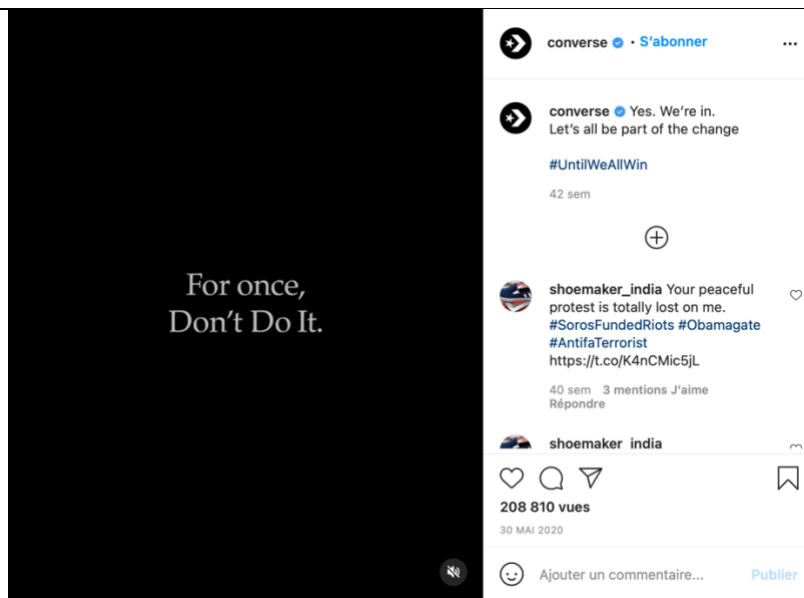 For once,
Don't Do It.
converse • S'abonner
converse Yes. We're in.
Let's all be part of the change
#UntilWeAllWin
42 sem
shoemaker_india Your peaceful
protest is totally lost on me.
#SorosFundedRiots #Obamagate
#AntifaTerrorist
https://t.co/K4nCMic5jL
40 sem 3 mentions J'aime
Répondre
shoemaker_india
208 810 vues
30 MAI 2020
Ajouter un commentaire... Publier